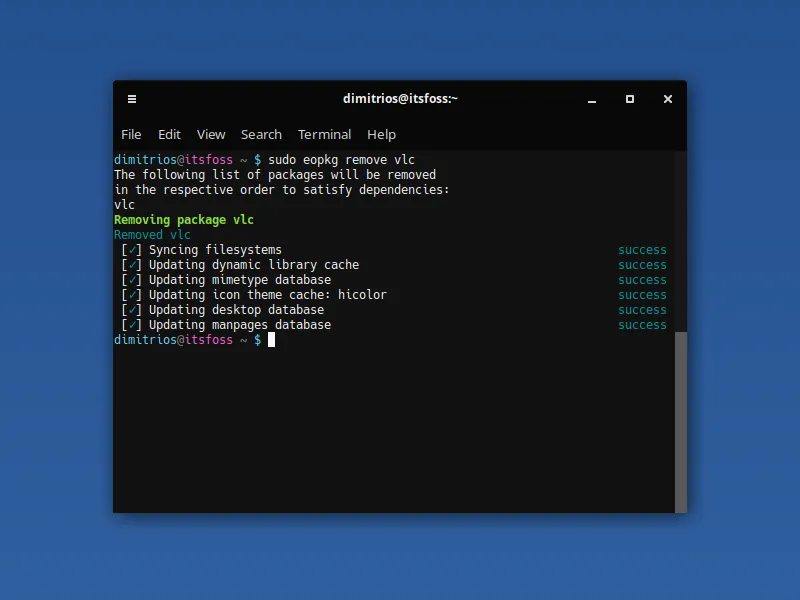 dimitrios@itsfoss:~
File Edit View Search Terminal Help
dimitrios@itsfoss ~ $ sudo eopkg remove vlc
The following list of packages will be removed
in the respective order to satisfy dependencies:
vlc
Removing package vlc
Removed vlc
[✓] Syncing filesystems success
[✓] Updating dynamic library cache success
[✓] Updating mimetype database success
[✓] Updating icon theme cache: hicolor success
[✓] Updating desktop database success
[✓] Updating manpages database success
dimitrios@itsfoss ~ $